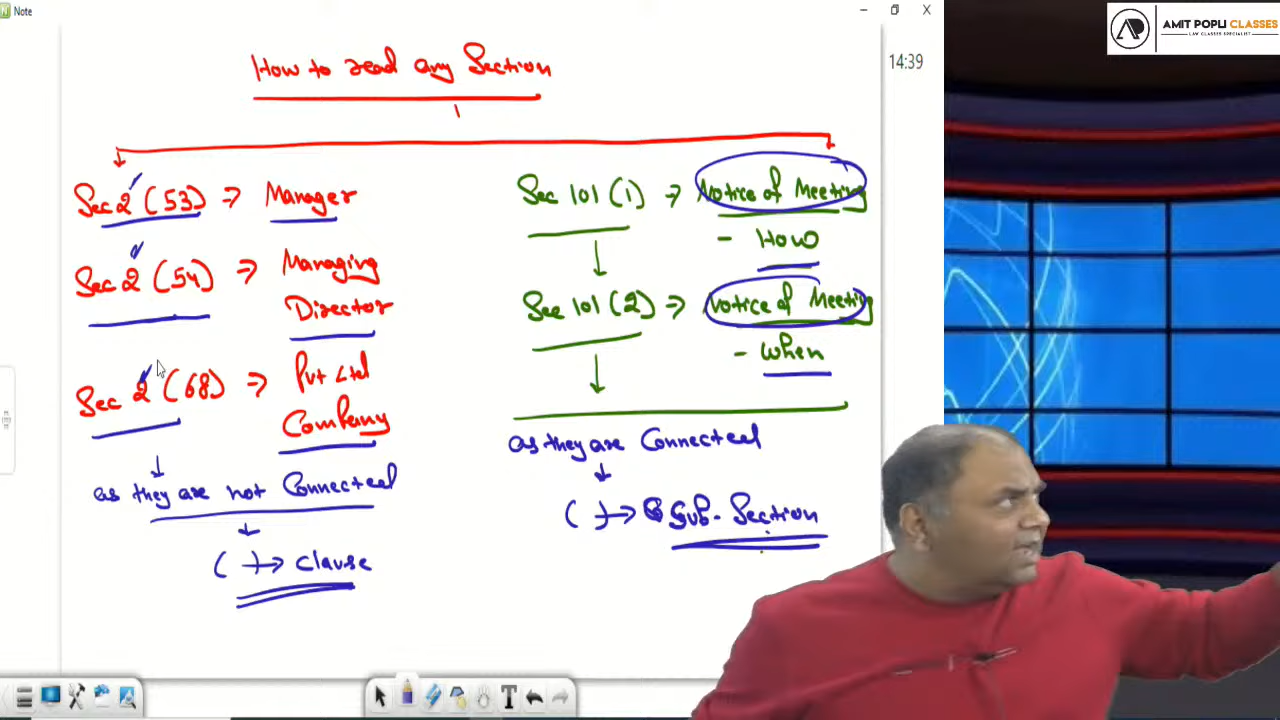 Note
AMIT POPLI CLASSES
LAW CLASSES SPECIALIST
14:39
How to read any Section
Sec 2 (53) ⇒ Manager
Sec 2 (54) ⇒ Managing
Director
Sec 2 (68) ⇒ Pvt Ltd
Company
as they are not Connected
( ) → Clause
Sec 101 (1) ⇒ Notice of Meeting
- How
Sec 101 (2) ⇒ Notice of Meeting
- When
as they are Connected
( ) → Sub-Section